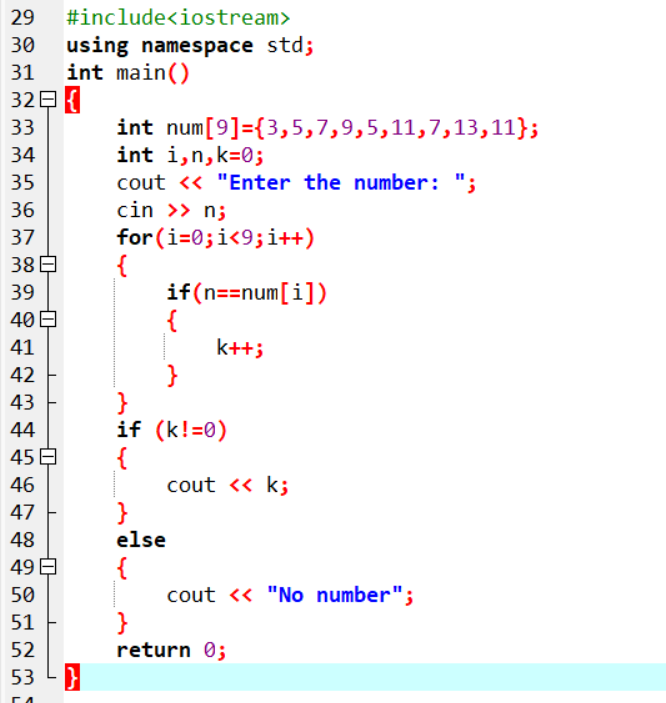 29 #include<iostream>
30 using namespace std;
31 int main()
32 {
33     int num[9]={3,5,7,9,5,11,7,13,11};
34     int i,n,k=0;
35     cout << "Enter the number: ";
36     cin >> n;
37     for(i=0;i<9;i++)
38     {
39         if(n==num[i])
40         {
41             k++;
42         }
43     }
44     if (k!=0)
45     {
46         cout << k;
47     }
48     else
49     {
50         cout << "No number";
51     }
52     return 0;
53 }